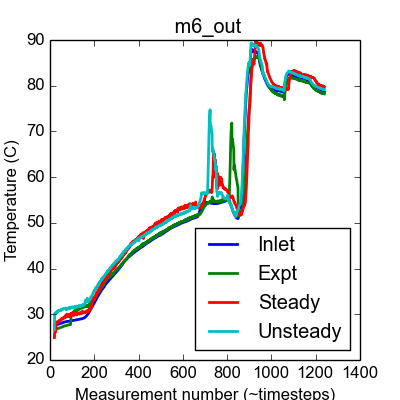 m6_out
90
80
70
60
50
40
30
20
Temperature (C)
Inlet
Expt
Steady
Unsteady
0 200 400 600 800 1000 1200 1400
Measurement number (~timesteps)